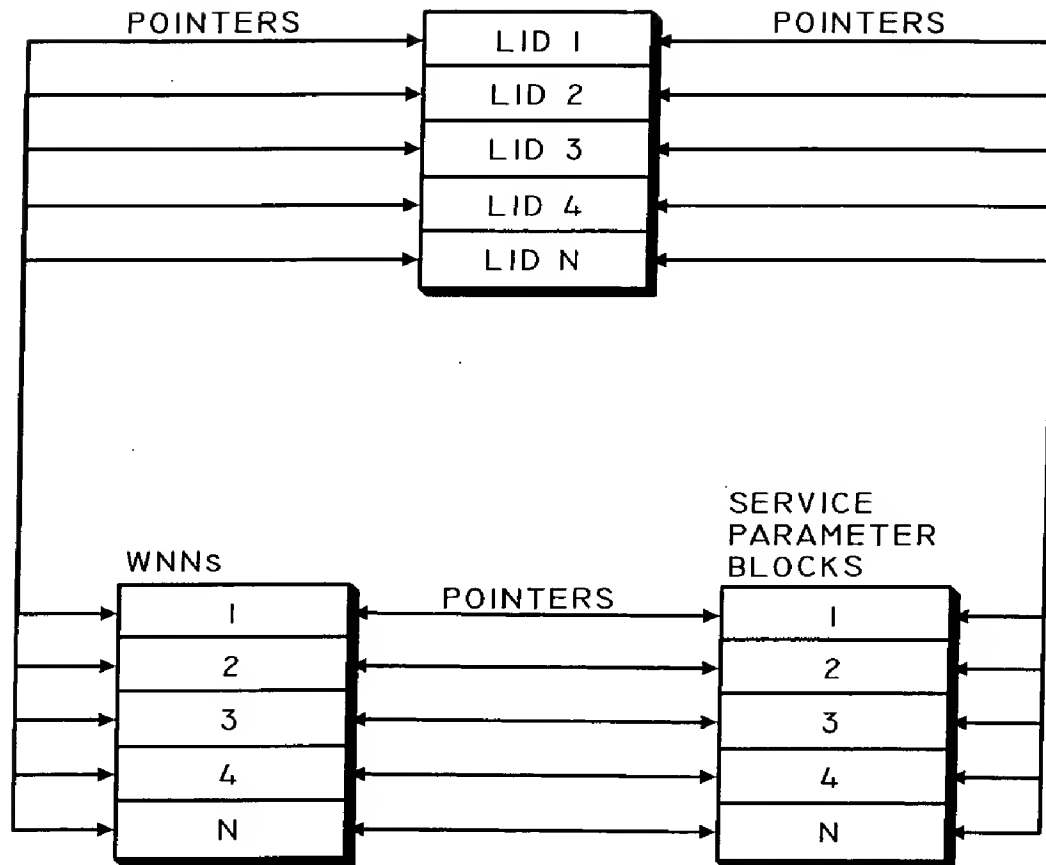 POINTERS
POINTERS
LID 1
LID 2
LID 3
LID 4
LID N
WNNs
SERVICE
PARAMETER
BLOCKS
POINTERS
1
2
3
4
N
1
2
3
4
N